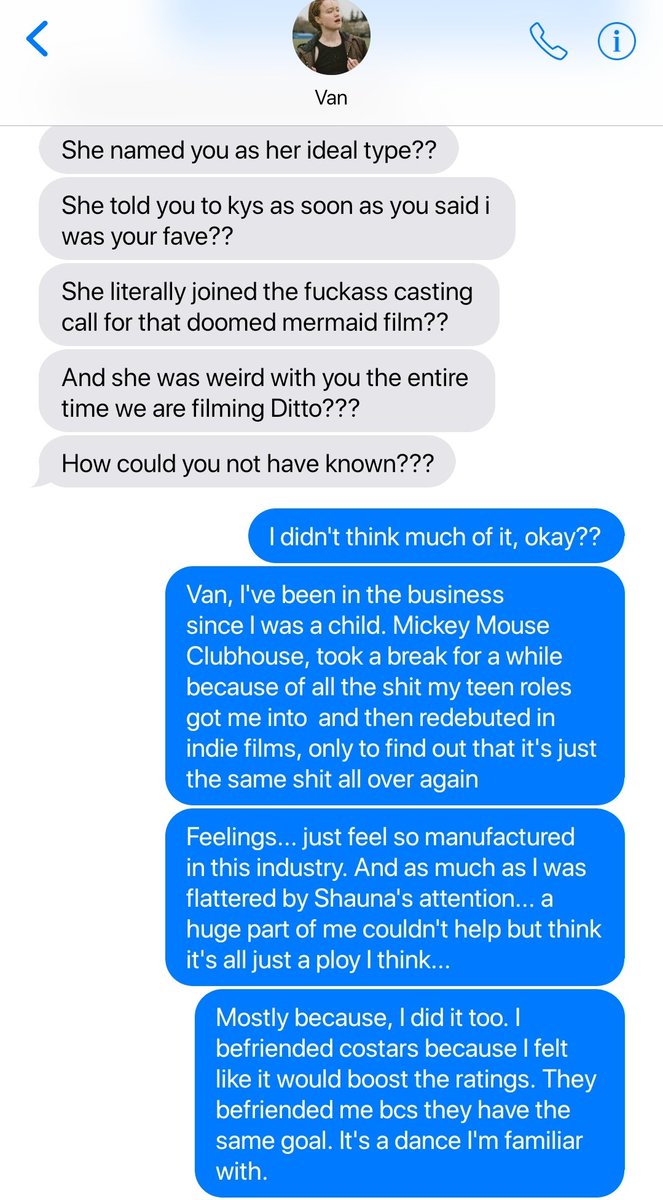 Van
She named you as her ideal type??
She told you to kys as soon as you said i
was your fave??
She literally joined the fuckass casting
call for that doomed mermaid film??
And she was weird with you the entire
time we are filming Ditto???
How could you not have known???
I didn't think much of it, okay??
Van, I've been in the business
since I was a child. Mickey Mouse
Clubhouse, took a break for a while
because of all the shit my teen roles
got me into  and then redebuted in
indie films, only to find out that it's just
the same shit all over again
Feelings... just feel so manufactured
in this industry. And as much as I was
flattered by Shauna's attention... a
huge part of me couldn't help but think
it's all just a ploy I think...
Mostly because, I did it too. I
befriended costars because I felt
like it would boost the ratings. They
befriended me bcs they have the
same goal. It's a dance I'm familiar
with.